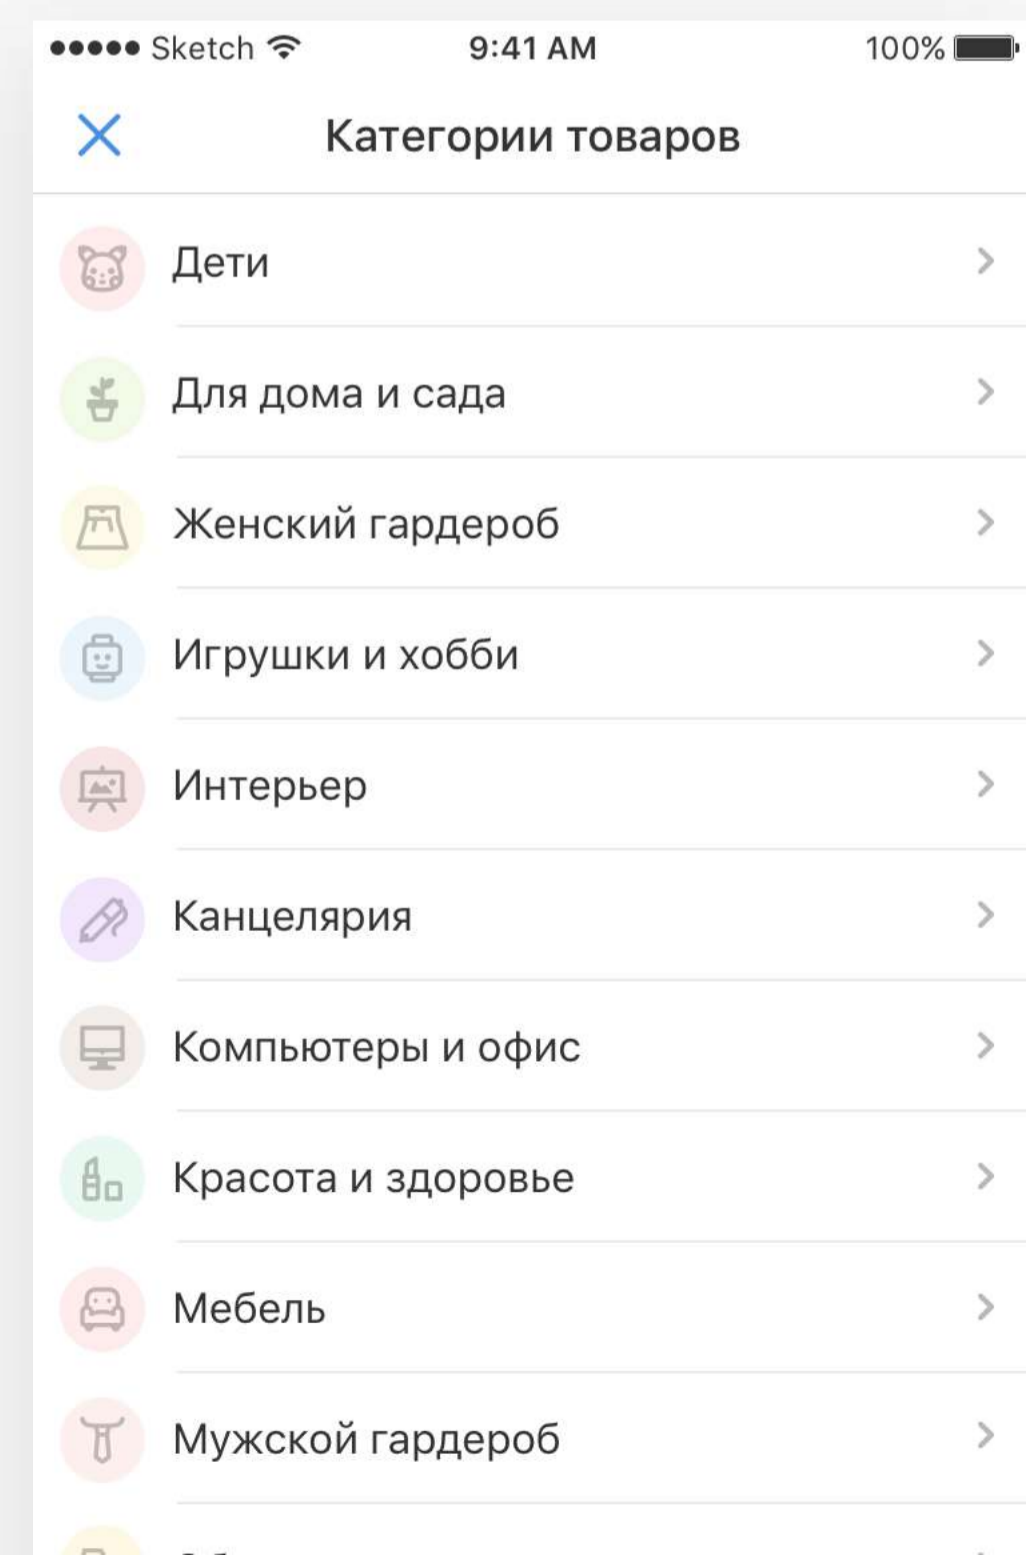 Sketch 9:41 AM 100%
Категории товаров
Дети
Для дома и сада
Женский гардероб
Игрушки и хобби
Интерьер
Канцелярия
Компьютеры и офис
Красота и здоровье
Мебель
Мужской гардероб